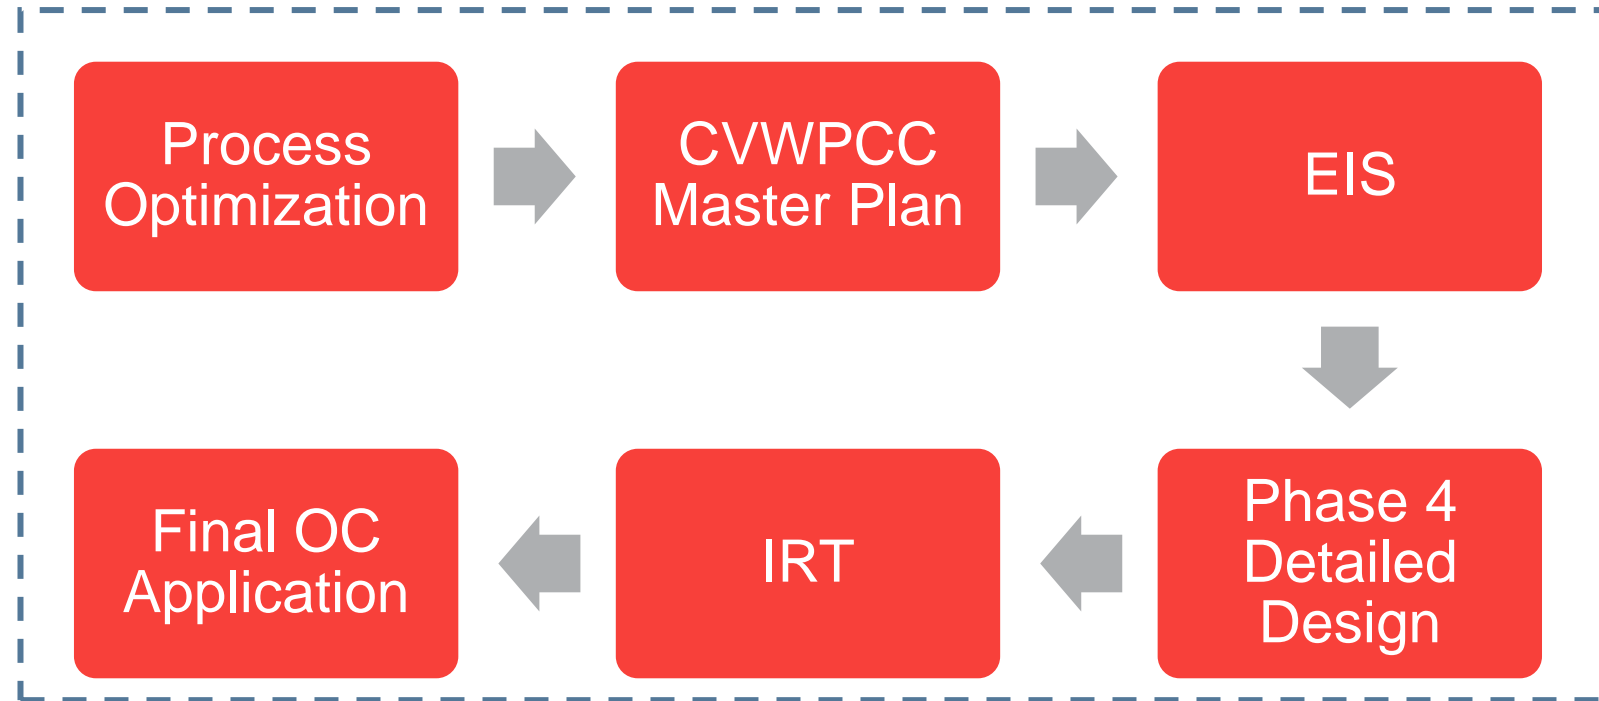 Process
Optimization
CVWPCC
Master Plan
EIS
Phase 4
Detailed
Design
IRT
Final OC
Application